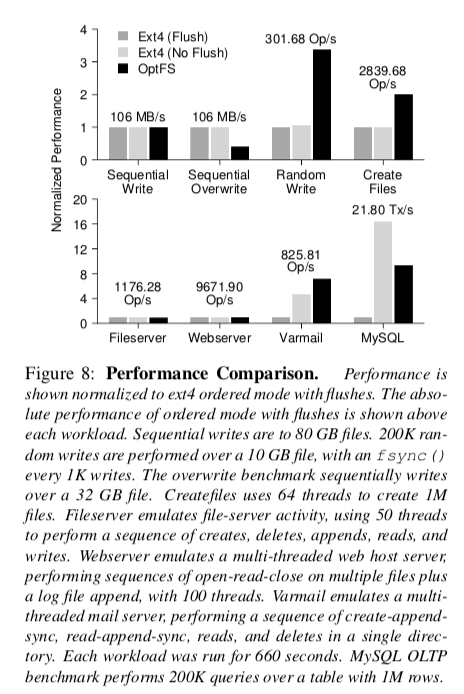 4
3
2
1
0
Normalized Performance
Ext4 (Flush)
Ext4 (No Flush)
OptFS
106 MB/s
106 MB/s
301.68 Op/s
2839.68
Op/s
Sequential
Write
Sequential
Overwrite
Random
Write
Create
Files
20
16
12
8
4
0
1176.28
Op/s
9671.90
Op/s
825.81
Op/s
21.80 Tx/s
Fileserver
Webserver
Varmail
MySQL
Figure 8: Performance Comparison. Performance is
shown normalized to ext4 ordered mode with flushes. The abso-
lute performance of ordered mode with flushes is shown above
each workload. Sequential writes are to 80 GB files. 200K ran-
dom writes are performed over a 10 GB file, with an fsync()
every 1K writes. The overwrite benchmark sequentially writes
over a 32 GB file. Createfiles uses 64 threads to create 1M
files. Fileserver emulates file-server activity, using 50 threads
to perform a sequence of creates, deletes, appends, reads, and
writes. Webserver emulates a multi-threaded web host server,
performing sequences of open-read-close on multiple files plus
a log file append, with 100 threads. Varmail emulates a multi-
threaded mail server, performing a sequence of create-append-
sync, read-append-sync, reads, and deletes in a single direc-
tory. Each workload was run for 660 seconds. MySQL OLTP
benchmark performs 200K queries over a table with 1M rows.